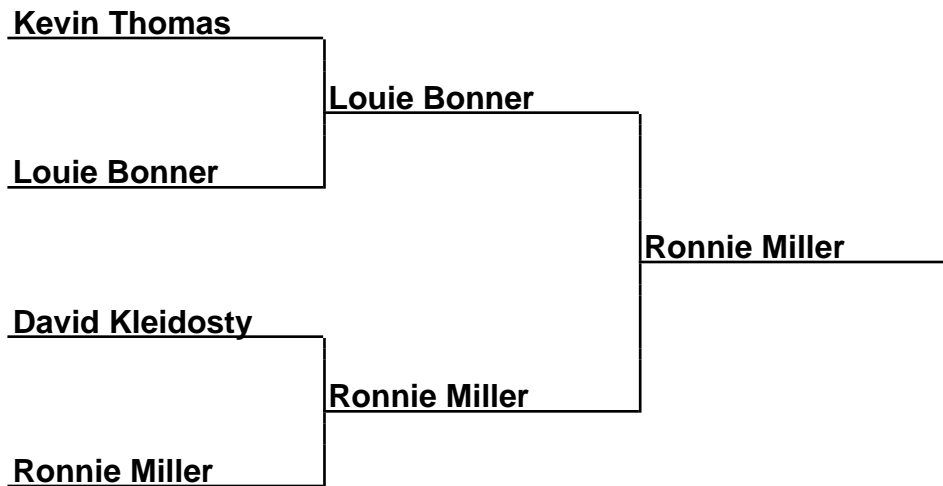 Kevin Thomas
Louie Bonner
Louie Bonner
Ronnie Miller
David Kleidosty
Ronnie Miller
Ronnie Miller